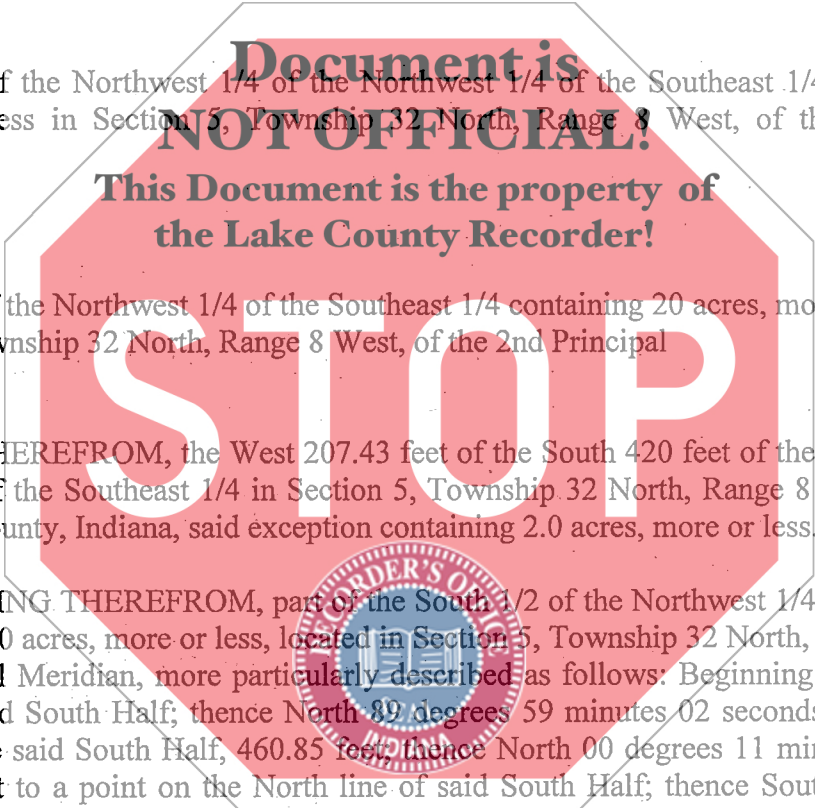 Document is
f the Northwest 1/4 of the Northwest 1/4 of the Southeast 1/4
ess in Section 5, Township 32 North, Range 8 West, of th
NOT OFFICIAL!
This Document is the property of
the Lake County Recorder!
the Northwest 1/4 of the Southeast 1/4 containing 20 acres, mo
wnship 32 North, Range 8 West, of the 2nd Principal
STOP
HEREFROM, the West 207.43 feet of the South 420 feet of the
f the Southeast 1/4 in Section 5, Township 32 North, Range 8
unty, Indiana, said exception containing 2.0 acres, more or less.
RECORDER'S OFFIC
NG THEREFROM, part of the South 1/2 of the Northwest 1/4
0 acres, more or less, located in Section 5, Township 32 North,
l Meridian, more particularly described as follows: Beginning
d South Half; thence North 89 degrees 59 minutes 02 seconds
e said South Half, 460.85 feet; thence North 00 degrees 11 min
INDIANA
t to a point on the North line of said South Half; thence Sout